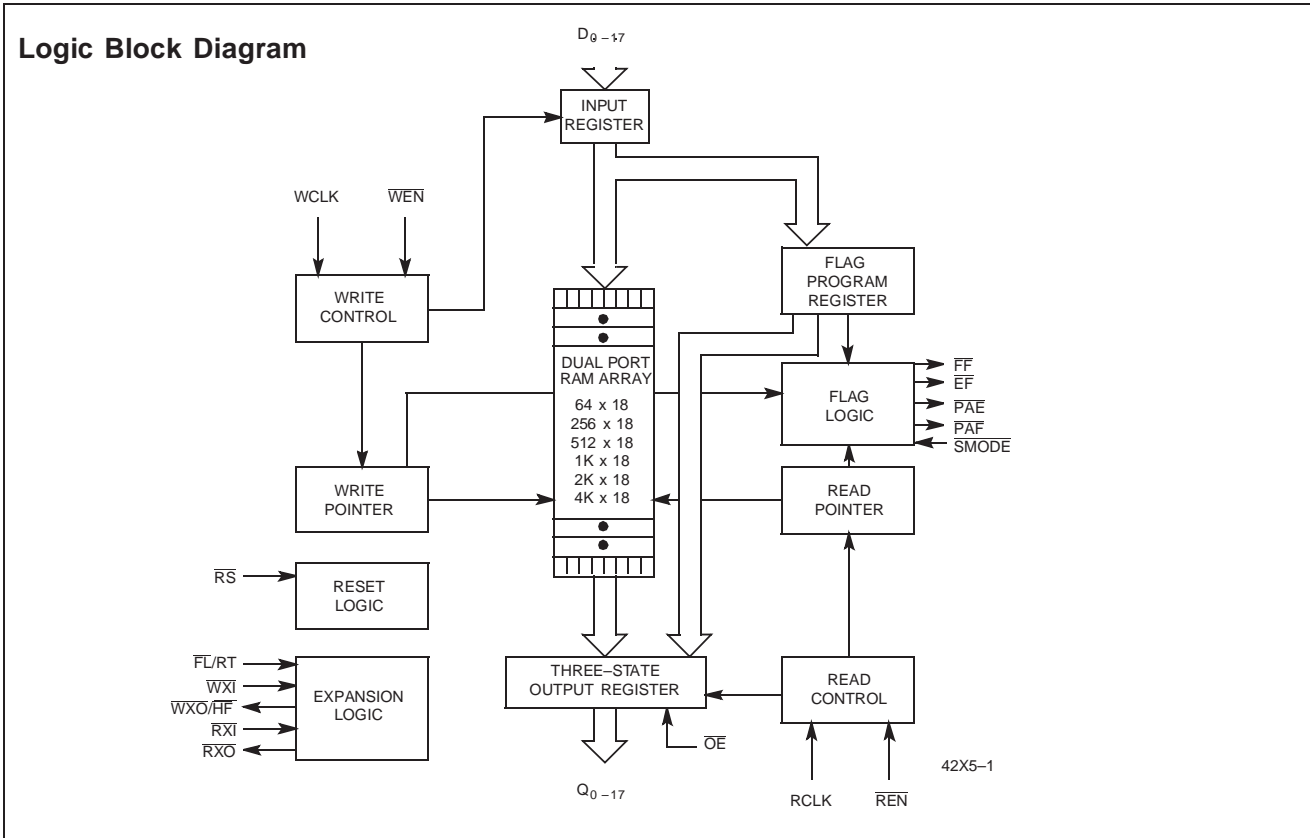 Logic Block Diagram
D0 –17
INPUT
REGISTER
WCLK
WEN
WRITE
CONTROL
FLAG
PROGRAM
REGISTER
DUAL PORT
RAM ARRAY
64 x 18
256 x 18
512 x 18
1K x 18
2K x 18
4K x 18
FLAG
LOGIC
FF
EF
PAE
PAF
SMODE
WRITE
POINTER
READ
POINTER
RS
RESET
LOGIC
FL/RT
WXI
WXO/HF
RXI
RXO
EXPANSION
LOGIC
THREE–STATE
OUTPUT REGISTER
READ
CONTROL
OE
Q0 –17
RCLK
REN
42X5–1